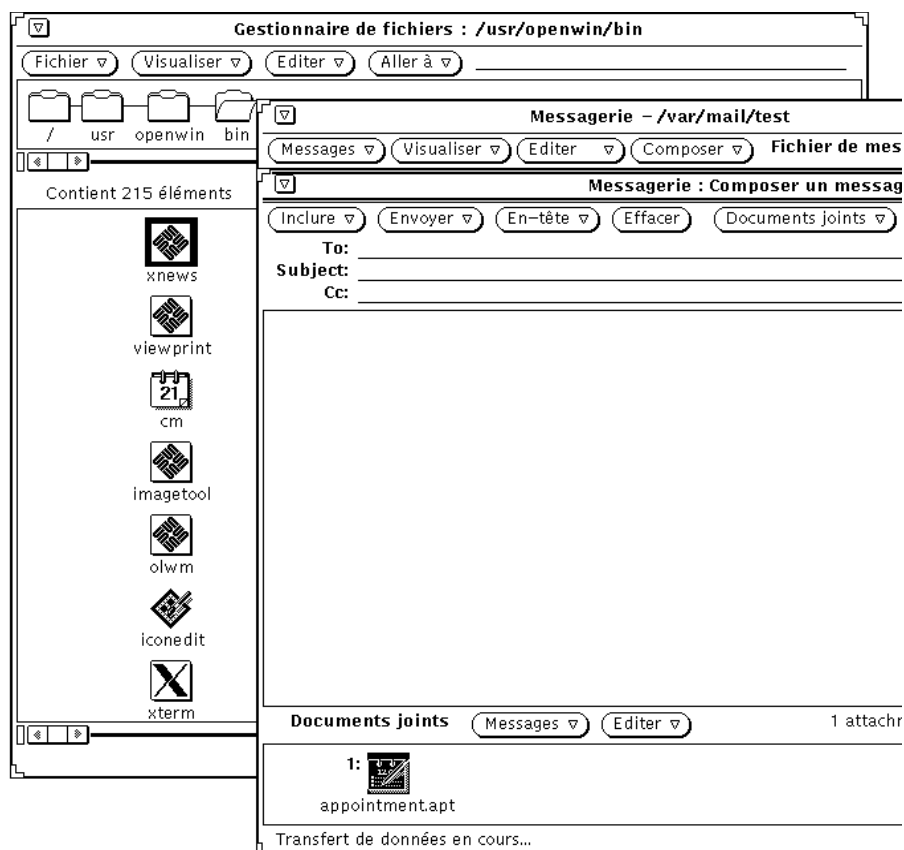 Gestionnaire de fichiers : /usr/openwin/bin
Fichier Visualiser Editer Aller à
/ usr openwin bin
Contient 215 éléments
xnews
viewprint
21
cm
imagetool
olwm
iconedit
xterm
Messagerie – /var/mail/test
Messages Visualiser Editer Composer Fichier de mes
Messagerie : Composer un messag
Inclure Envoyer En-tête Effacer Documents joints
To:
Subject:
Cc:
Documents joints Messages Editer 1 attachr
1:
appointment.apt
Transfert de données en cours...